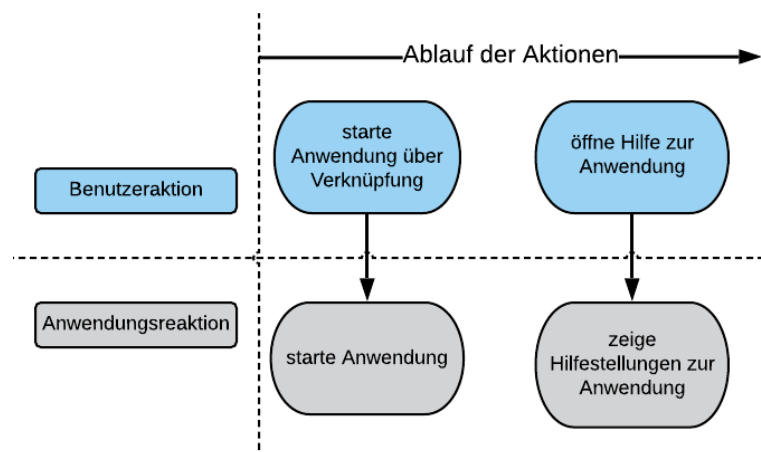 Ablauf der Aktionen
starte
Anwendung über
Verknüpfung
öffne Hilfe zur
Anwendung
Benutzeraktion
Anwendungsreaktion
starte Anwendung
zeige
Hilfestellungen zur
Anwendung